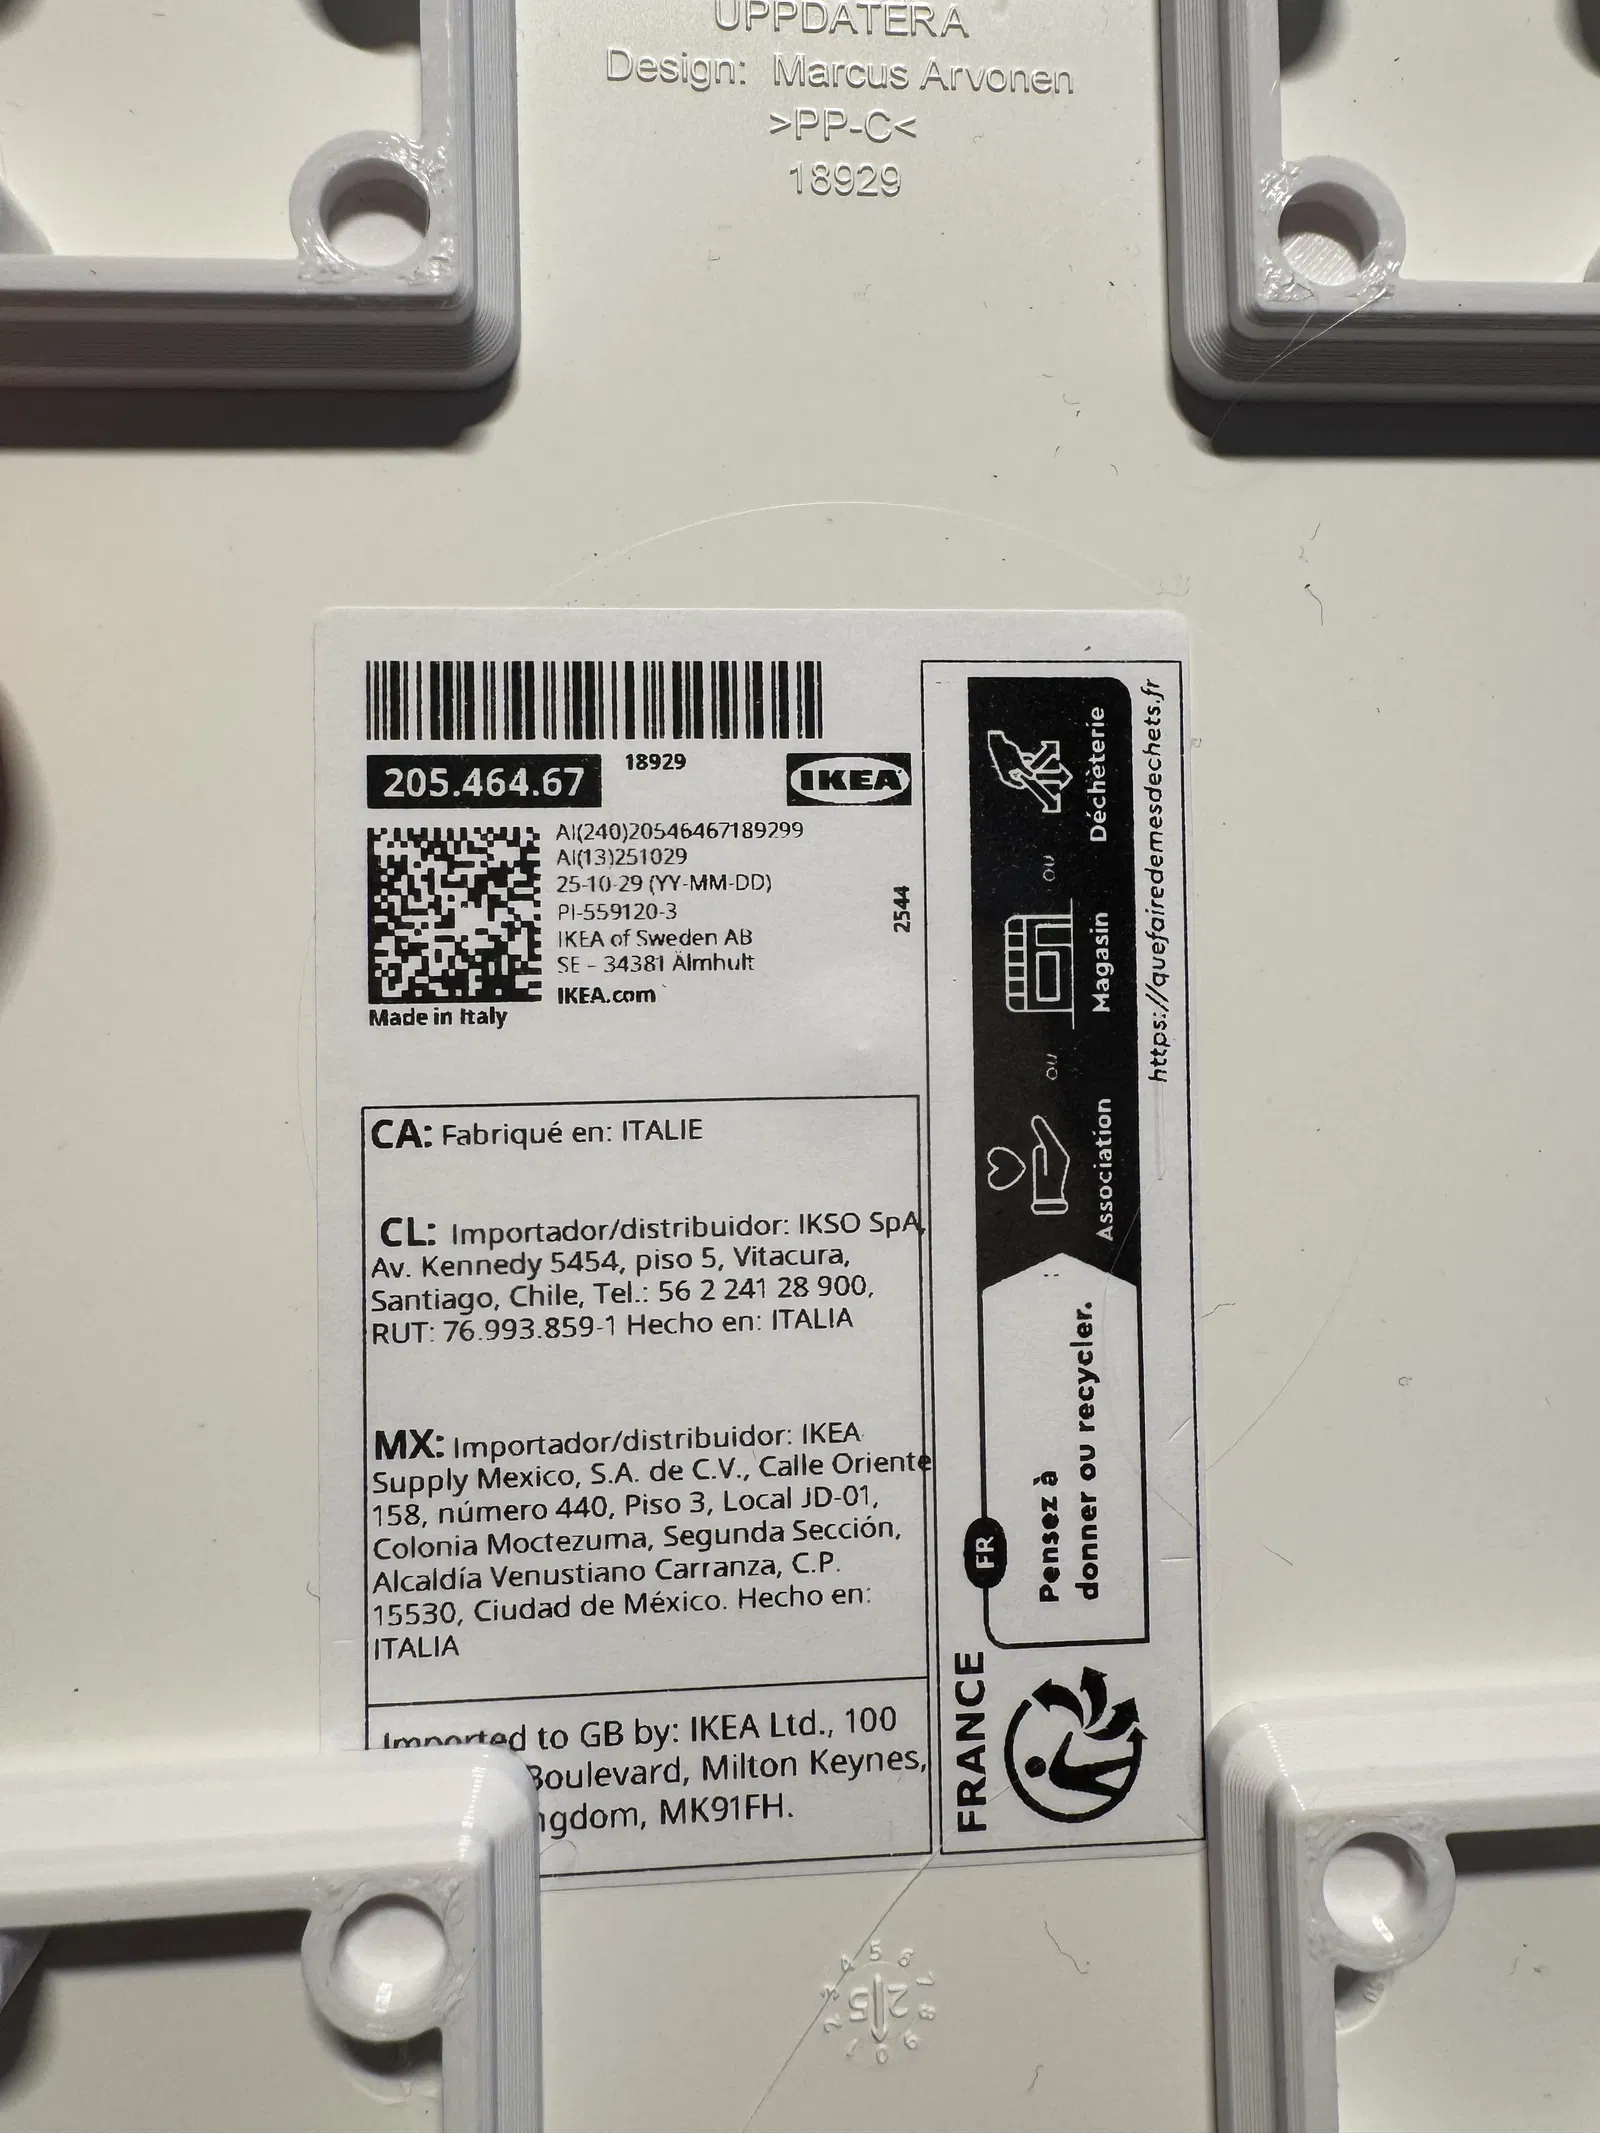 UPPDATERA
Design: Marcus Arvonen
>PP-C<
18929
205.464.67
18929
IKEA
AI(240)20546467189299
AI(13)251029
25-10-29 (YY-MM-DD)
PI-559120-3
IKEA of Sweden AB
SE - 34381 Älmhult
IKEA.com
2544
Made in Italy
CA: Fabriqué en: ITALIE
CL: Importador/distribuidor: IKSO SpA,
Av. Kennedy 5454, piso 5, Vitacura,
Santiago, Chile, Tel.: 56 2 241 28 900,
RUT: 76.993.859-1 Hecho en: ITALIA
MX: Importador/distribuidor: IKEA
Supply Mexico, S.A. de C.V., Calle Oriente
158, número 440, Piso 3, Local JD-01,
Colonia Moctezuma, Segunda Sección,
Alcaldía Venustiano Carranza, C.P.
15530, Ciudad de México. Hecho en:
ITALIA
Imported to GB by: IKEA Ltd., 100
Boulevard, Milton Keynes,
MK91FH.
FRANCE
FR
Pensez à
donner ou recycler.
Association
ou
Magasin
ou
Déchèterie
https://quefairedemesdechets.fr
25